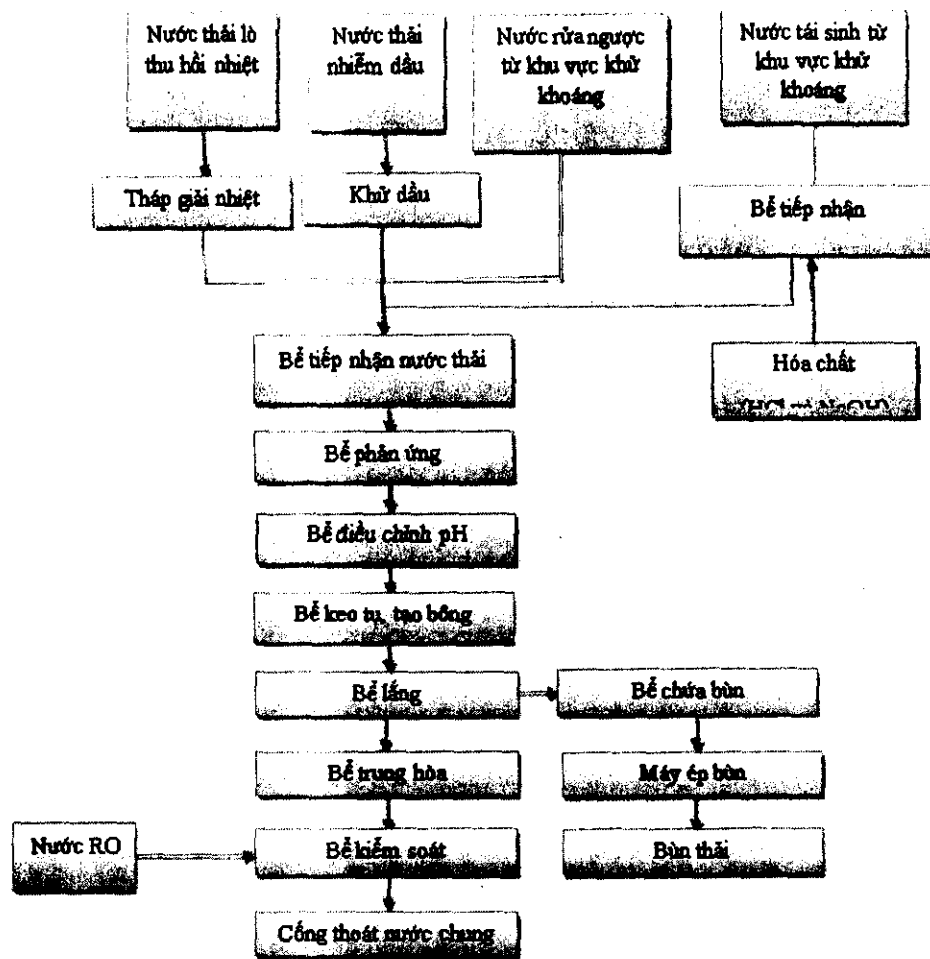 Nước thải lò
thu hồi nhiệt
Nước thải
nhiễm dầu
Nước rửa ngược
từ khu vực khử
khoáng
Nước tái sinh từ
khu vực khử
khoáng
Tháp giải nhiệt
Khử dầu
Bể tiếp nhận
Bể tiếp nhận nước thải
Hóa chất
Bể phản ứng
Bể điều chỉnh pH
Bể keo tụ, tạo bông
Bể lắng
Bể chứa bùn
Bể trung hòa
Máy ép bùn
Nước RO
Bể kiểm soát
Bùn thải
Cống thoát nước chung